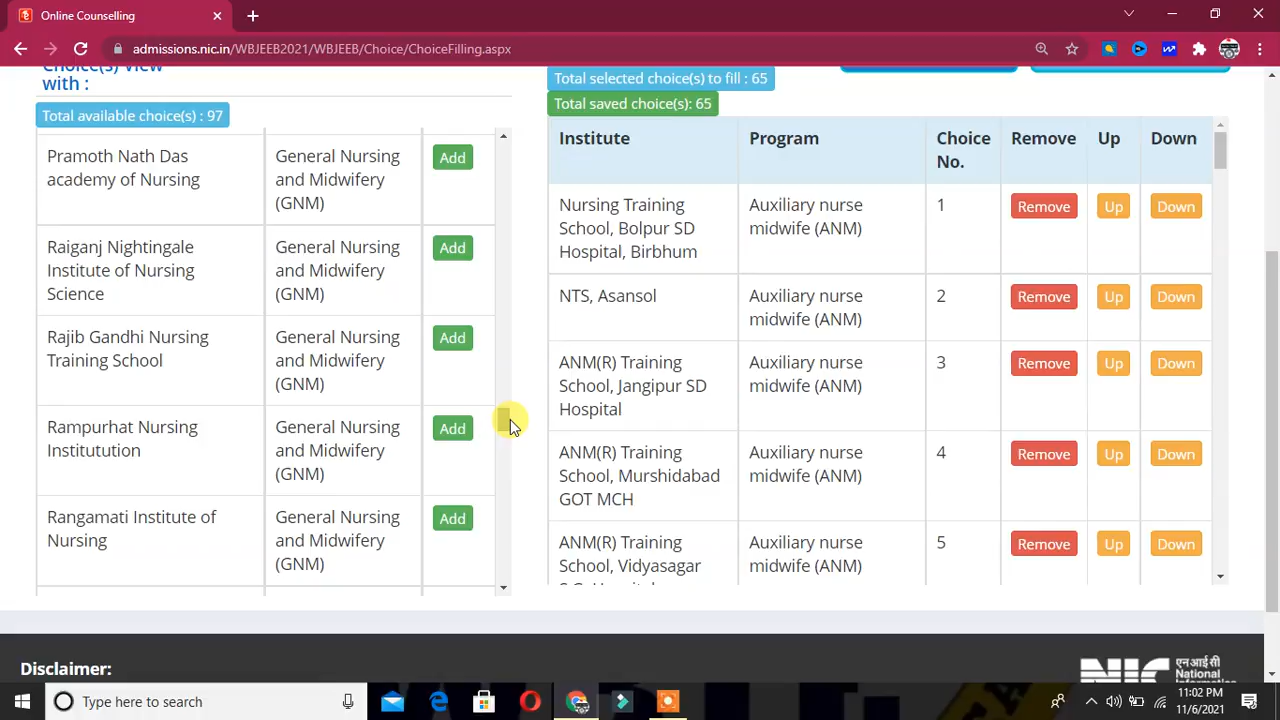 Online Counselling
admissions.nic.in/WBJEEB2021/WBJEEB/Choice/ChoiceFilling.aspx
Choice(s) view
with :
Total available choice(s) : 97
Pramoth Nath Das
academy of Nursing
General Nursing
and Midwifery
(GNM)
Add
Raiganj Nightingale
Institute of Nursing
Science
General Nursing
and Midwifery
(GNM)
Add
Rajib Gandhi Nursing
Training School
General Nursing
and Midwifery
(GNM)
Add
Rampurhat Nursing
Institutution
General Nursing
and Midwifery
(GNM)
Add
Rangamati Institute of
Nursing
General Nursing
and Midwifery
(GNM)
Add
Total selected choice(s) to fill : 65
Total saved choice(s): 65
Institute
Program
Choice
No.
Remove
Up
Down
Nursing Training
School, Bolpur SD
Hospital, Birbhum
Auxiliary nurse
midwife (ANM)
1
Remove
Up
Down
NTS, Asansol
Auxiliary nurse
midwife (ANM)
2
Remove
Up
Down
ANM(R) Training
School, Jangipur SD
Hospital
Auxiliary nurse
midwife (ANM)
3
Remove
Up
Down
ANM(R) Training
School, Murshidabad
GOT MCH
Auxiliary nurse
midwife (ANM)
4
Remove
Up
Down
ANM(R) Training
School, Vidyasagar
Auxiliary nurse
midwife (ANM)
5
Remove
Up
Down
Disclaimer:
NIC
एन आई सी
National
Type here to search
11:02 PM
11/6/2021